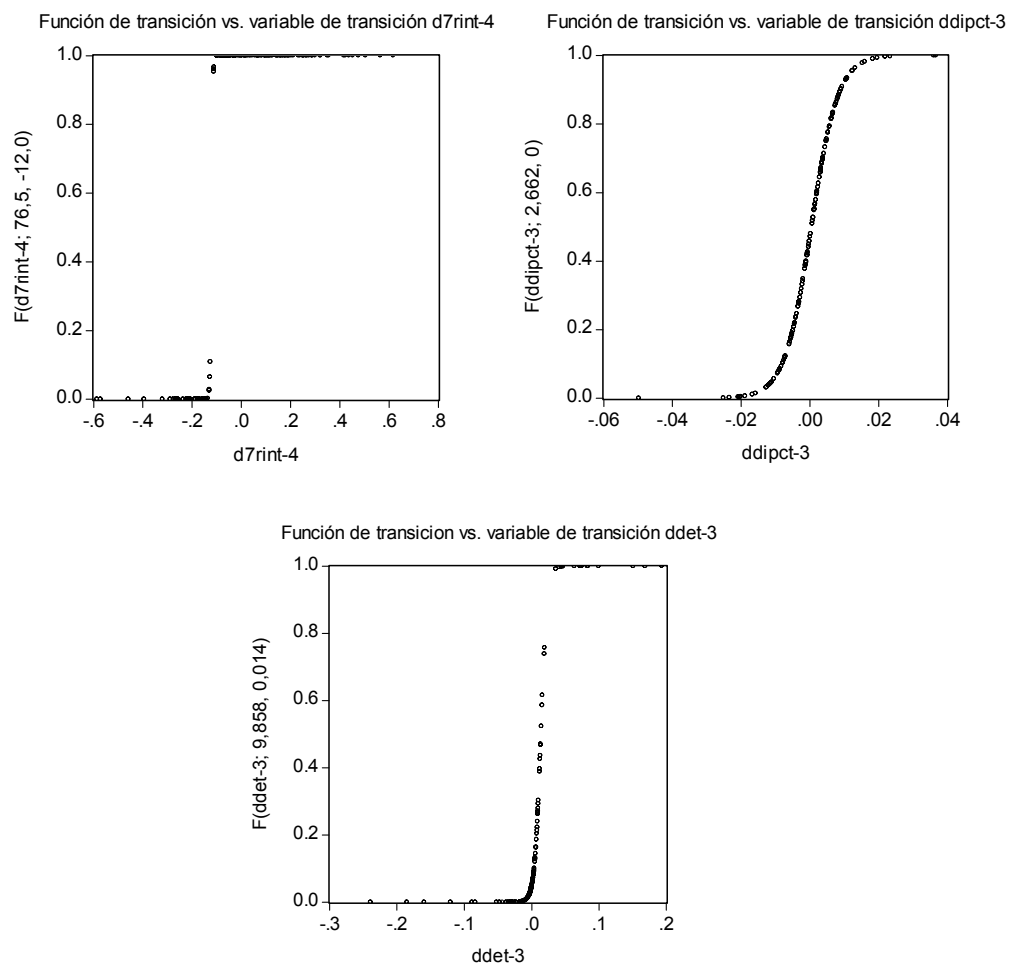 Función de transición vs. variable de transición d7rint-4
F(d7rint-4; 76,5, -12,0)
1.0
0.8
0.6
0.4
0.2
0.0
-.6 -.4 -.2 .0 .2 .4 .6 .8
d7rint-4
Función de transición vs. variable de transición ddipct-3
F(ddipct-3; 2,662, 0)
1.0
0.8
0.6
0.4
0.2
0.0
-.06 -.04 -.02 .00 .02 .04
ddipct-3
Función de transicion vs. variable de transición ddet-3
F(ddet-3; 9,858, 0,014)
1.0
0.8
0.6
0.4
0.2
0.0
-.3 -.2 -.1 .0 .1 .2
ddet-3